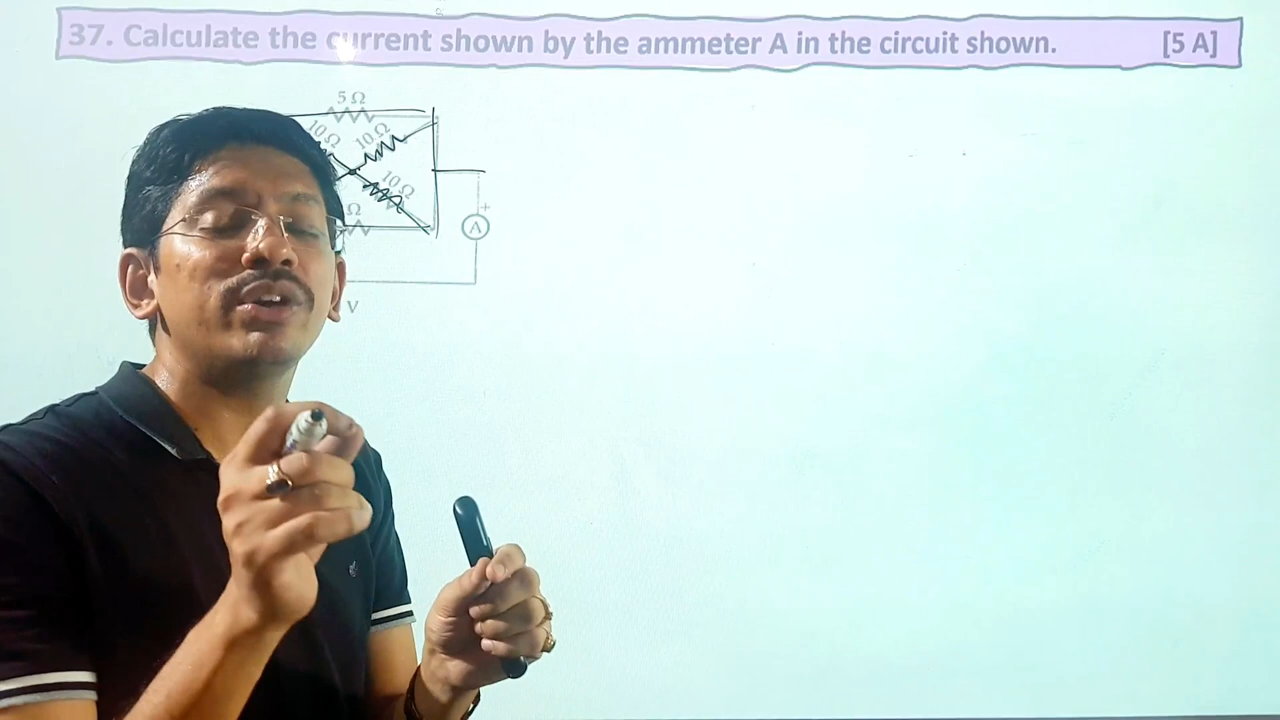 37. Calculate the current shown by the ammeter A in the circuit shown. [5 A]
5 Ω
10 Ω
10 Ω
10 Ω
Ω
+
A
V